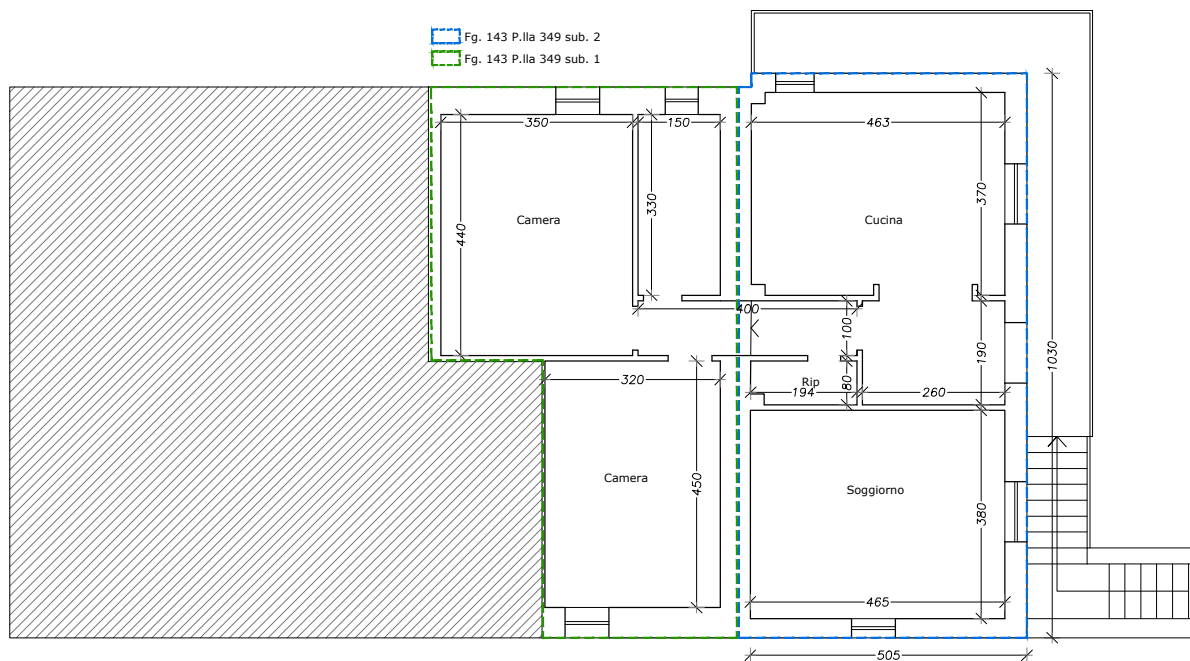 Fg. 143 P.lla 349 sub. 2
Fg. 143 P.lla 349 sub. 1
350
150
463
330
370
440
Camera
Cucina
400
100
190
1030
320
Rip
80
194
260
Camera
450
Soggiorno
380
465
505